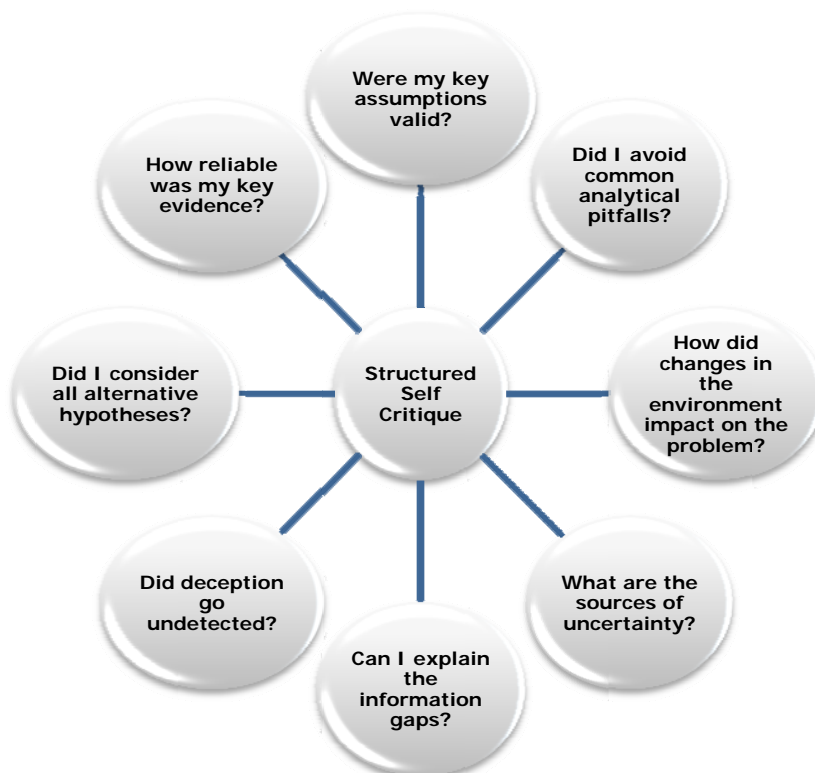 Were my key
assumptions
valid?
Did I avoid
common
analytical
pitfalls?
How did
changes in
the
environment
impact on the
problem?
What are the
sources of
uncertainty?
Can I explain
the
information
gaps?
Did deception
go
undetected?
Did I consider
all alternative
hypotheses?
How reliable
was my key
evidence?
Structured
Self
Critique